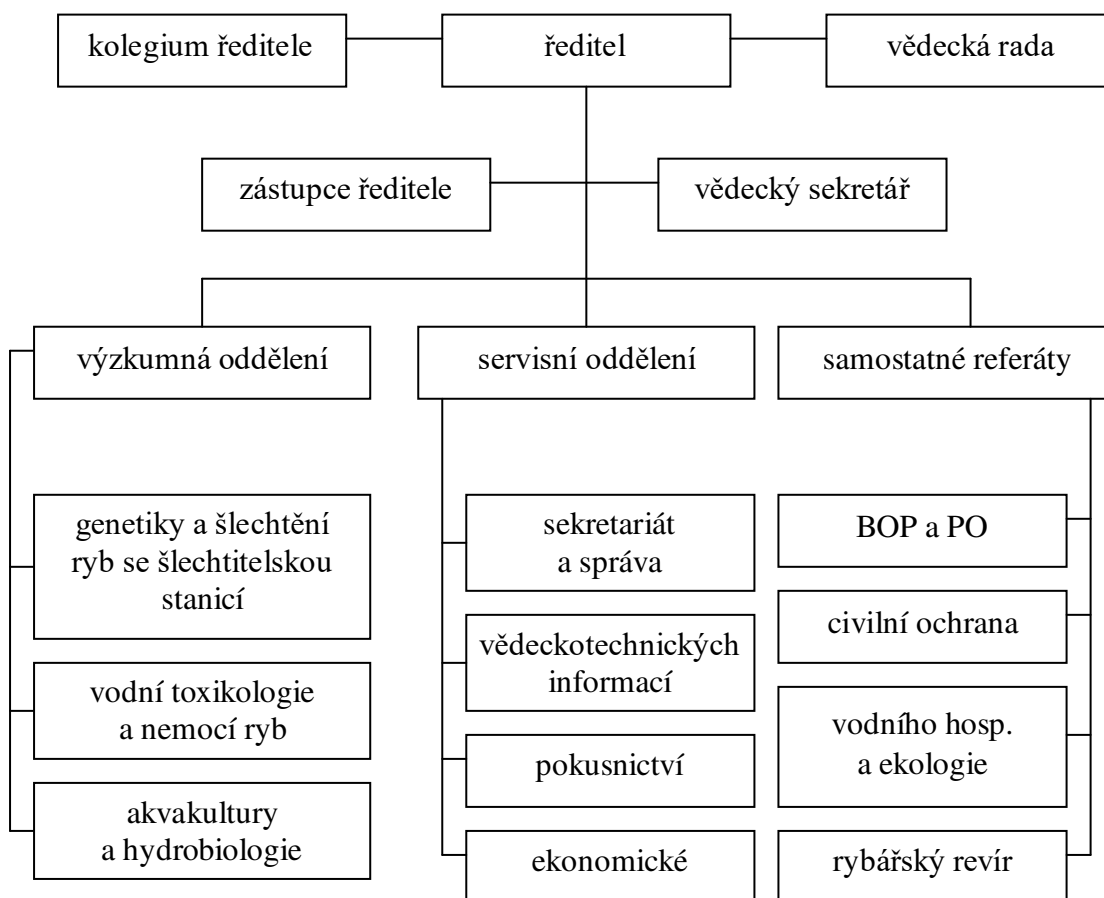 kolegium ředitele
ředitel
vědecká rada
zástupce ředitele
vědecký sekretář
výzkumná oddělení
servisní oddělení
samostatné referáty
genetiky a šlechtění
ryb se šlechtitelskou
stanicí
vodní toxikologie
a nemocí ryb
akvakultury
a hydrobiologie
sekretariát
a správa
vědeckotechnických
informací
pokusnictví
ekonomické
BOP a PO
civilní ochrana
vodního hosp.
a ekologie
rybářský revír